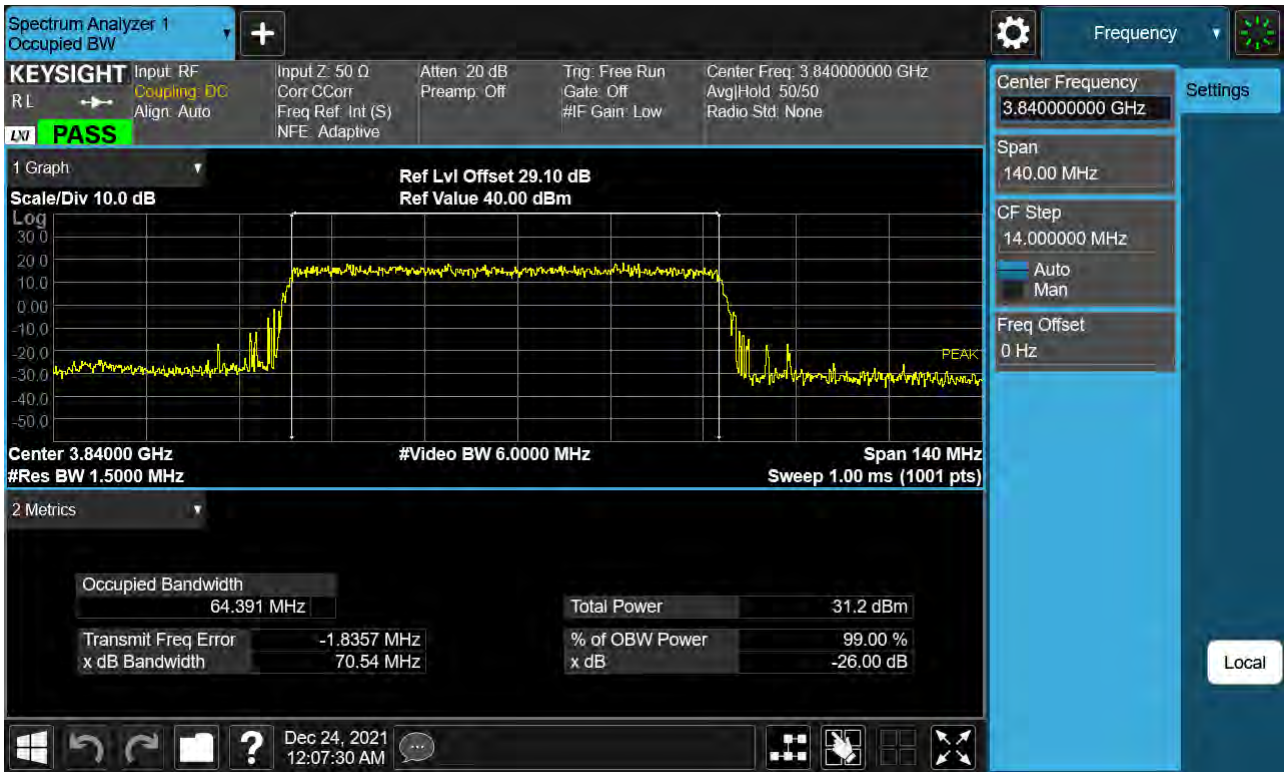 Spectrum Analyzer 1
Occupied BW
Frequency
KEYSIGHT
Input: RF
Coupling: DC
Align: Auto
Input Z: 50 Ω
Corr CCorr
Freq Ref: Int (S)
NFE: Adaptive
Atten: 20 dB
Preamp: Off
Trig: Free Run
Gate: Off
#IF Gain: Low
Center Freq: 3.840000000 GHz
Avg|Hold: 50/50
Radio Std: None
R L
LXI
PASS
Center Frequency
3.840000000 GHz
Settings
Span
140.00 MHz
CF Step
14.000000 MHz
Auto
Man
Freq Offset
0 Hz
Local
1 Graph
Ref Lvl Offset 29.10 dB
Scale/Div 10.0 dB
Ref Value 40.00 dBm
Log
30.0
20.0
10.0
0.00
-10.0
-20.0
-30.0
-40.0
-50.0
PEAK
Center 3.84000 GHz
#Video BW 6.0000 MHz
Span 140 MHz
#Res BW 1.5000 MHz
Sweep 1.00 ms (1001 pts)
2 Metrics
Occupied Bandwidth
64.391 MHz
Total Power
31.2 dBm
Transmit Freq Error
-1.8357 MHz
% of OBW Power
99.00 %
x dB Bandwidth
70.54 MHz
x dB
-26.00 dB
?
Dec 24, 2021
12:07:30 AM